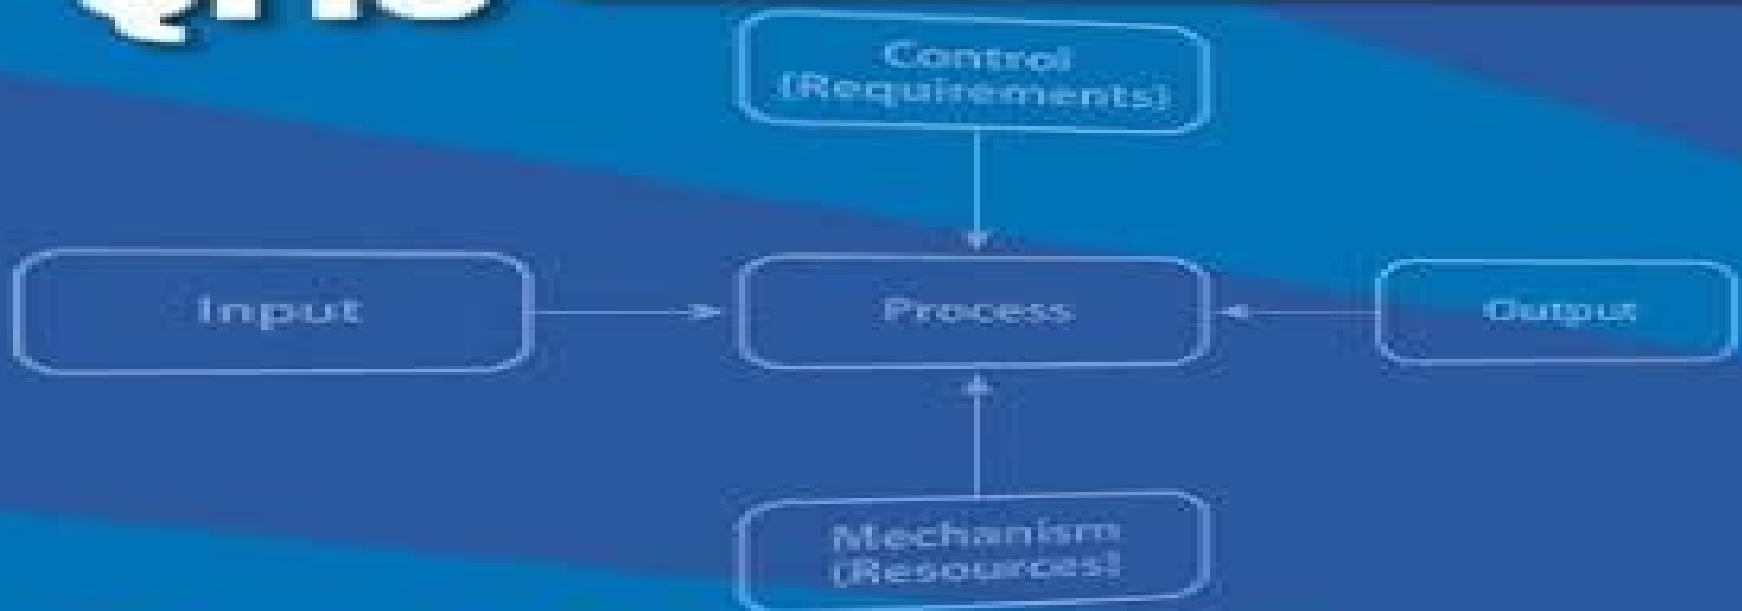 Control
(Requirements)
Input
Process
Output
Mechanism
(Resources)